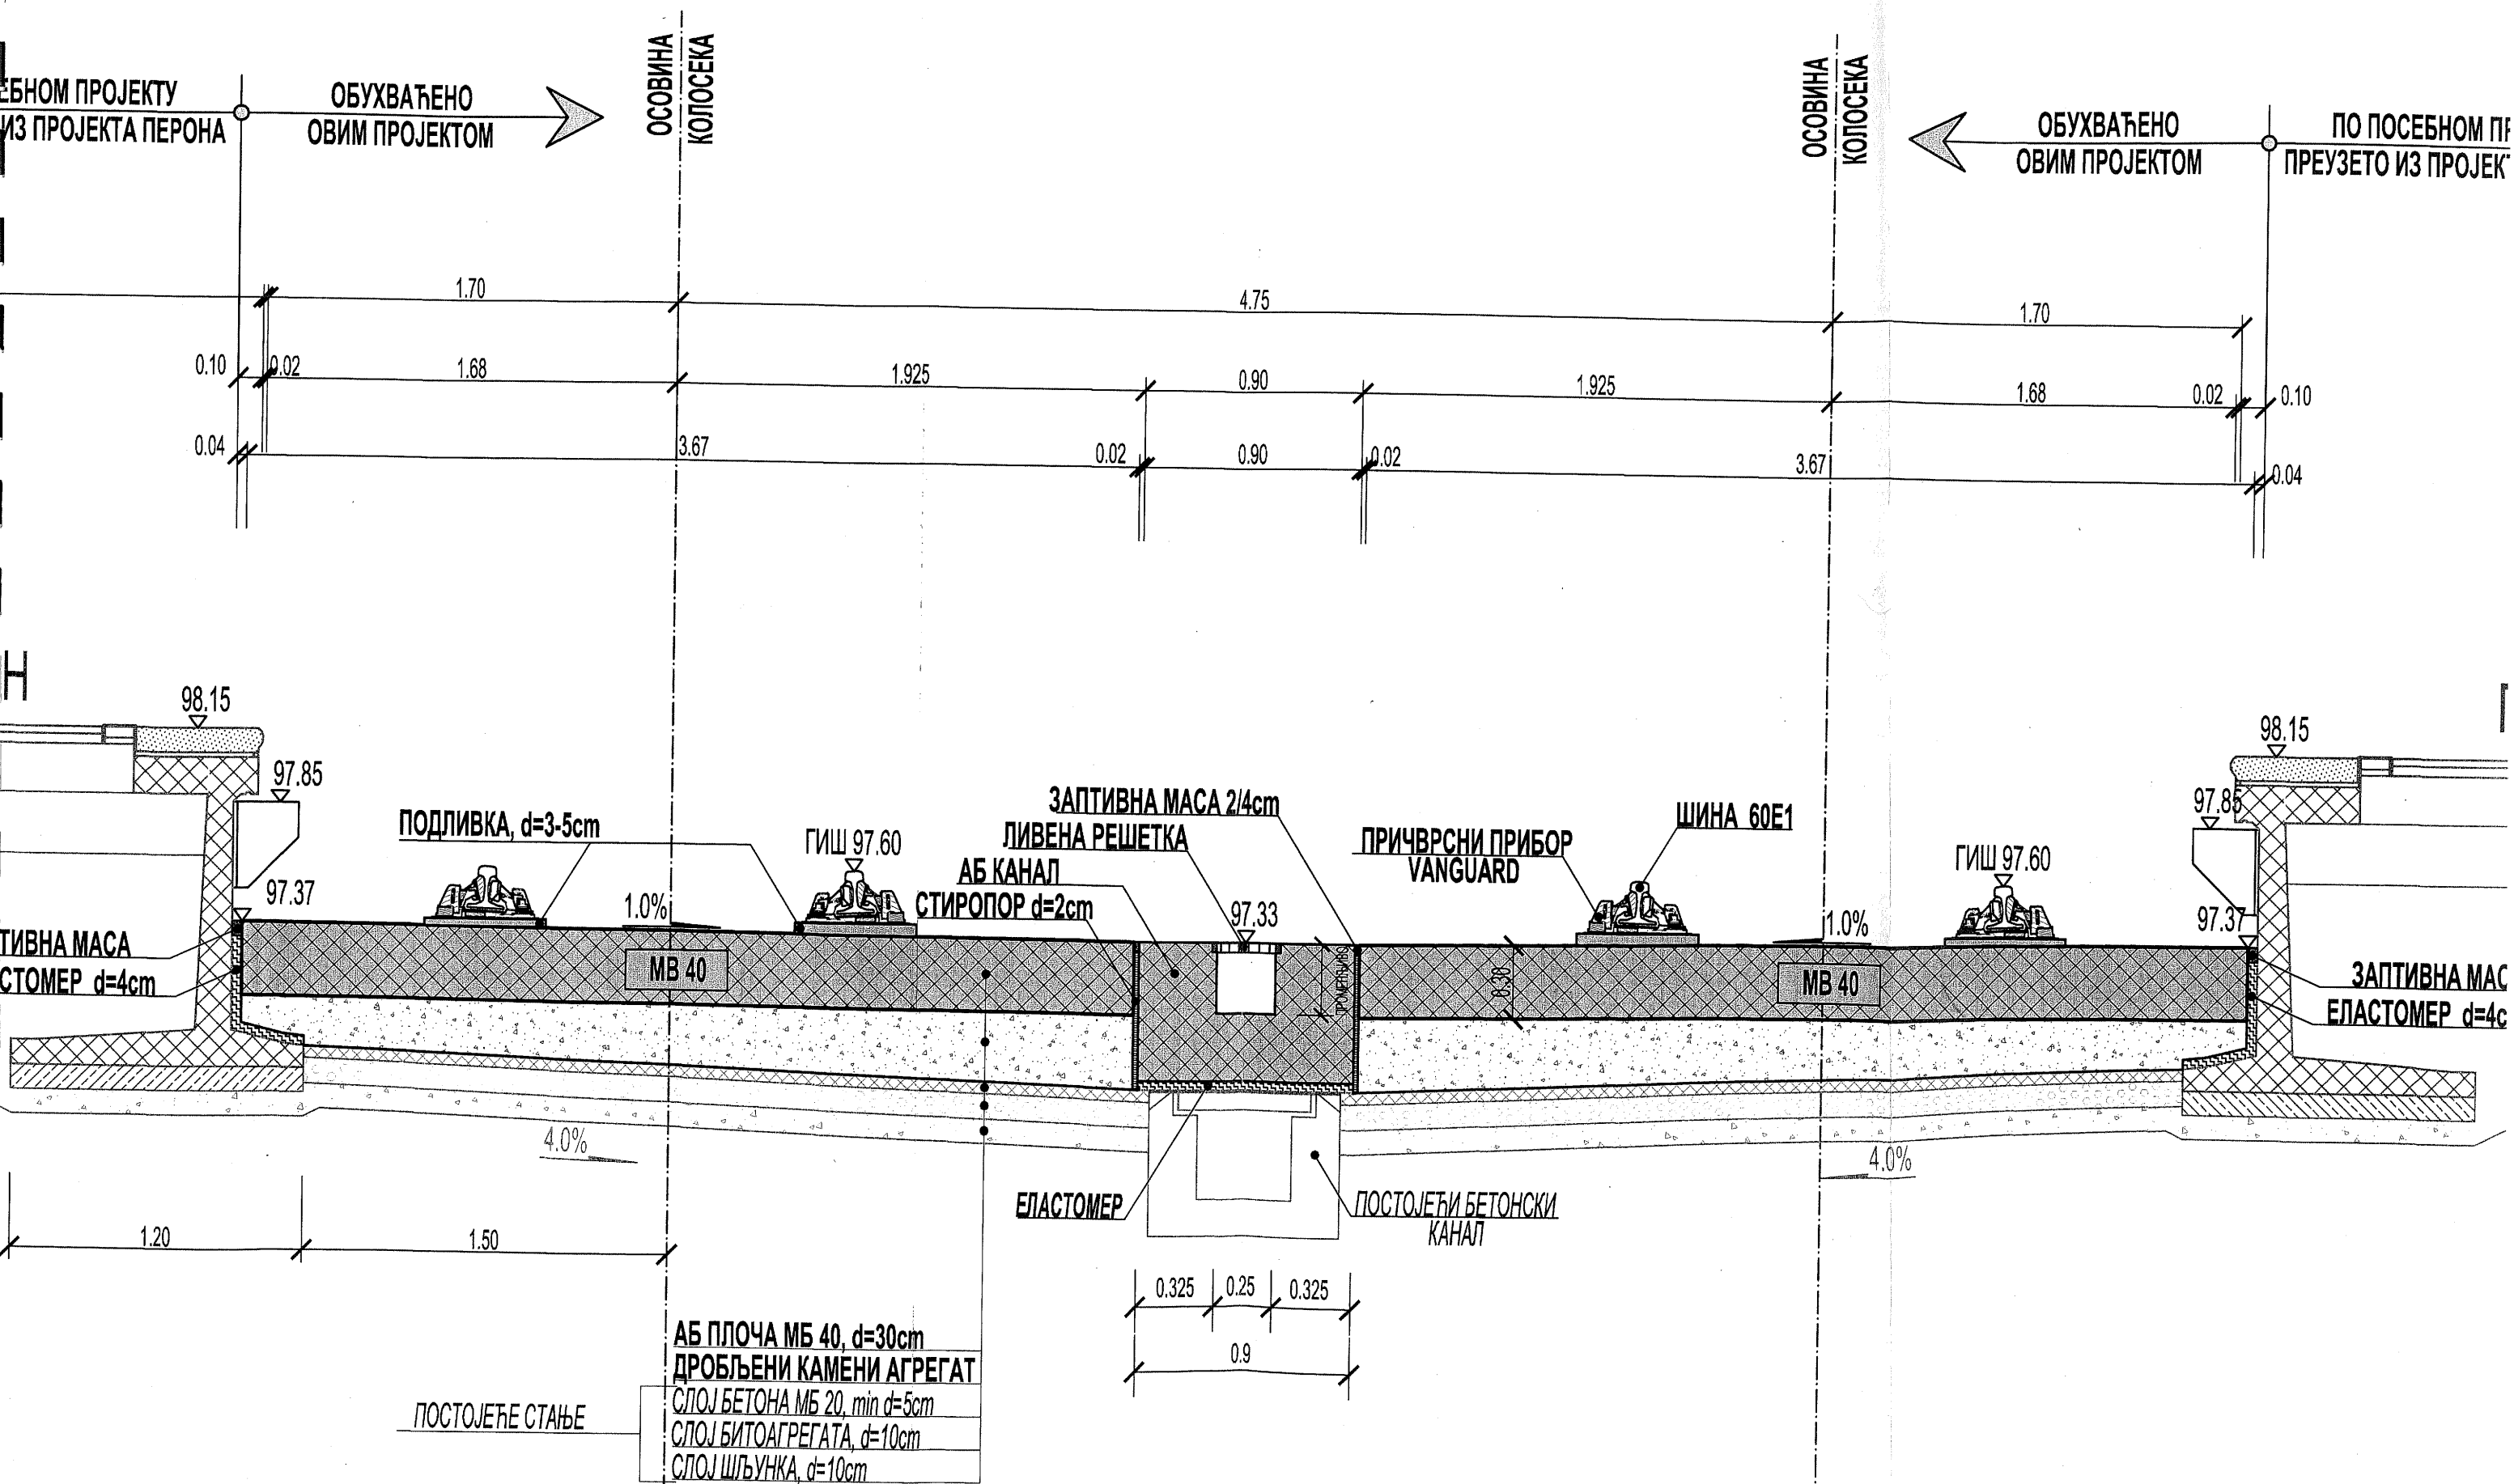 ЕБНОМ ПРОЈЕКТУ
ИЗ ПРОЈЕКТА ПЕРОНА
ОБУХВАЋЕНО
ОВИМ ПРОЈЕКТОМ
ОСОВИНА
КОЛОСЕКА
ОСОВИНА
КОЛОСЕКА
ОБУХВАЋЕНО
ОВИМ ПРОЈЕКТОМ
ПО ПОСЕБНОМ ПР
ПРЕУЗЕТО ИЗ ПРОЈЕКТ
1.70
4.75
1.70
0.10
0.02
1.68
1.925
0.90
1.925
1.68
0.02
0.10
0.04
3.67
0.02
0.90
0.02
3.67
0.04
Н
98.15
97.85
97.37
ПОДЛИВКА, d=3-5cm
ГИШ 97.60
1.0%
ЗАПТИВНА МАСА 2/4cm
ЛИВЕНА РЕШЕТКА
АБ КАНАЛ
СТИРОПОР d=2cm
97.33
ПРИЧВРСНИ ПРИБОР
VANGUARD
ШИНА 60E1
ГИШ 97.60
1.0%
98.15
97.85
97.37
ТИВНА МАСА
СТОМЕР d=4cm
МВ 40
ПРОМЕНЉИВО
0.30
МВ 40
ЗАПТИВНА МАС
ЕЛАСТОМЕР d=4c
4.0%
4.0%
ЕЛАСТОМЕР
ПОСТОЈЕЋИ БЕТОНСКИ
КАНАЛ
1.20
1.50
0.325
0.25
0.325
0.9
АБ ПЛОЧА МБ 40, d=30cm
ДРОБЉЕНИ КАМЕНИ АГРЕГАТ
СЛОЈ БЕТОНА МБ 20, min d=5cm
СЛОЈ БИТОАГРЕГАТА, d=10cm
СЛОЈ ШЉУНКА, d=10cm
ПОСТОЈЕЋЕ СТАЊЕ